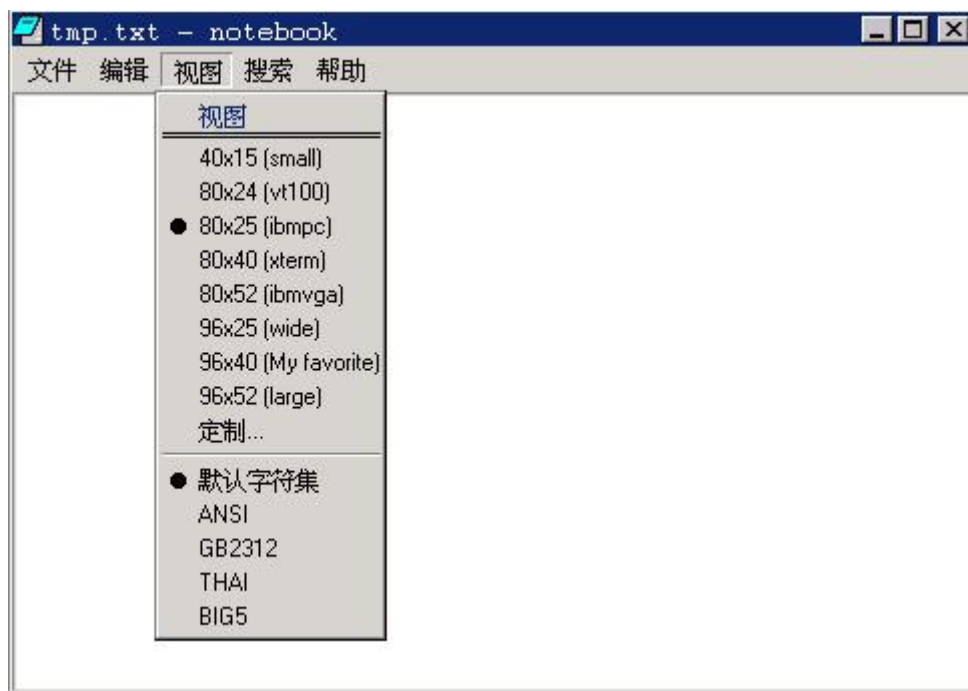 tmp.txt – notebook
文件 编辑 视图 搜索 帮助
视图
40x15 (small)
80x24 (vt100)
80x25 (ibmpc)
80x40 (xterm)
80x52 (ibmvga)
96x25 (wide)
96x40 (My favorite)
96x52 (large)
定制...
默认字符集
ANSI
GB2312
THAI
BIG5